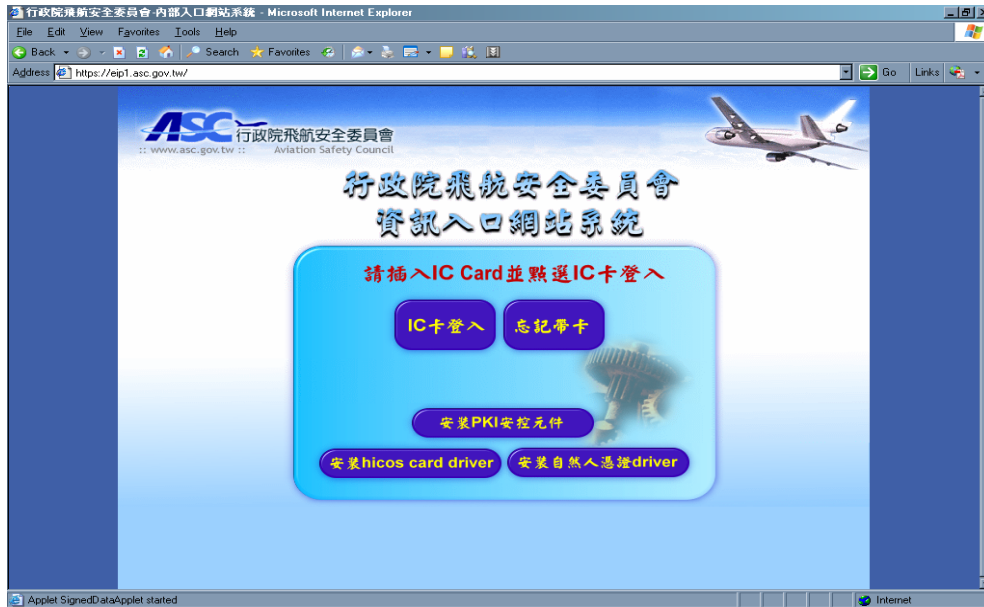 行政院飛航安全委員會-內部入口網站系統 - Microsoft Internet Explorer
File Edit View Favorites Tools Help
Back Search Favorites
Address https://eip1.asc.gov.tw/ Go Links
ASC 行政院飛航安全委員會
:: www.asc.gov.tw :: Aviation Safety Council
行政院飛航安全委員會
資訊入口網站系統
請插入IC Card並點選IC卡登入
IC卡登入 忘記帶卡
安裝PKI安控元件
安裝hicos card driver 安裝自然人憑證driver
Applet SignedDataApplet started Internet